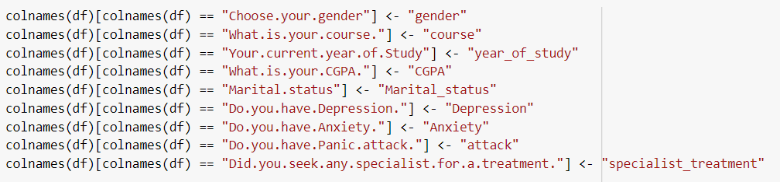 colnames(df)[colnames(df) == "Choose.your.gender"] <- "gender"
colnames(df)[colnames(df) == "What.is.your.course."] <- "course"
colnames(df)[colnames(df) == "Your.current.year.of.Study"] <- "year_of_study"
colnames(df)[colnames(df) == "What.is.your.CGPA."] <- "CGPA"
colnames(df)[colnames(df) == "Marital.status"] <- "Marital_status"
colnames(df)[colnames(df) == "Do.you.have.Depression."] <- "Depression"
colnames(df)[colnames(df) == "Do.you.have.Anxiety."] <- "Anxiety"
colnames(df)[colnames(df) == "Do.you.have.Panic.attack."] <- "attack"
colnames(df)[colnames(df) == "Did.you.seek.any.specialist.for.a.treatment."] <- "specialist_treatment"